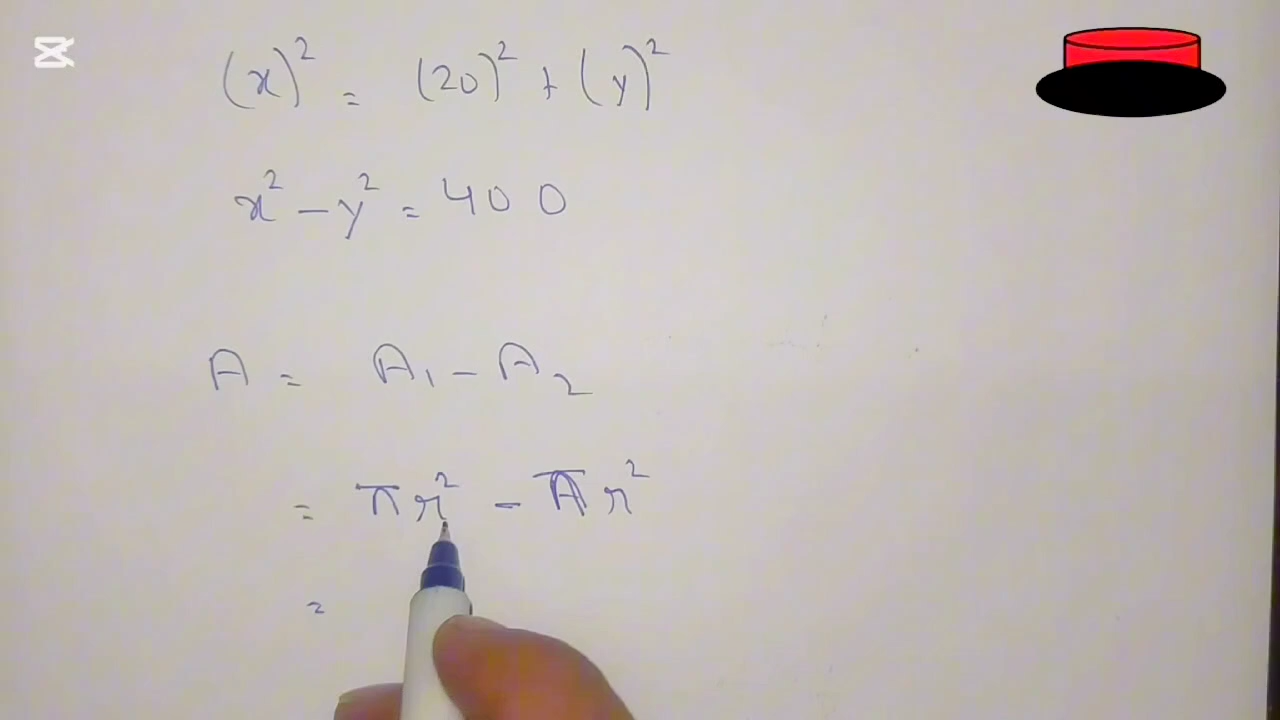 (x)² = (20)² + (y)²
x² - y² = 400
A = A₁ - A₂
= πr² - πr²
=